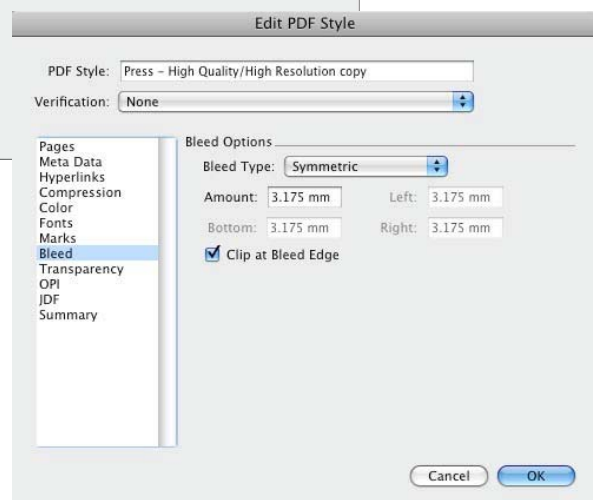 Edit PDF Style
PDF Style: Press – High Quality/High Resolution copy
Verification: None
Pages
Meta Data
Hyperlinks
Compression
Color
Fonts
Marks
Bleed
Transparency
OPI
JDF
Summary
Bleed Options
Bleed Type: Symmetric
Amount: 3.175 mm Left: 3.175 mm
Bottom: 3.175 mm Right: 3.175 mm
Clip at Bleed Edge
Cancel OK